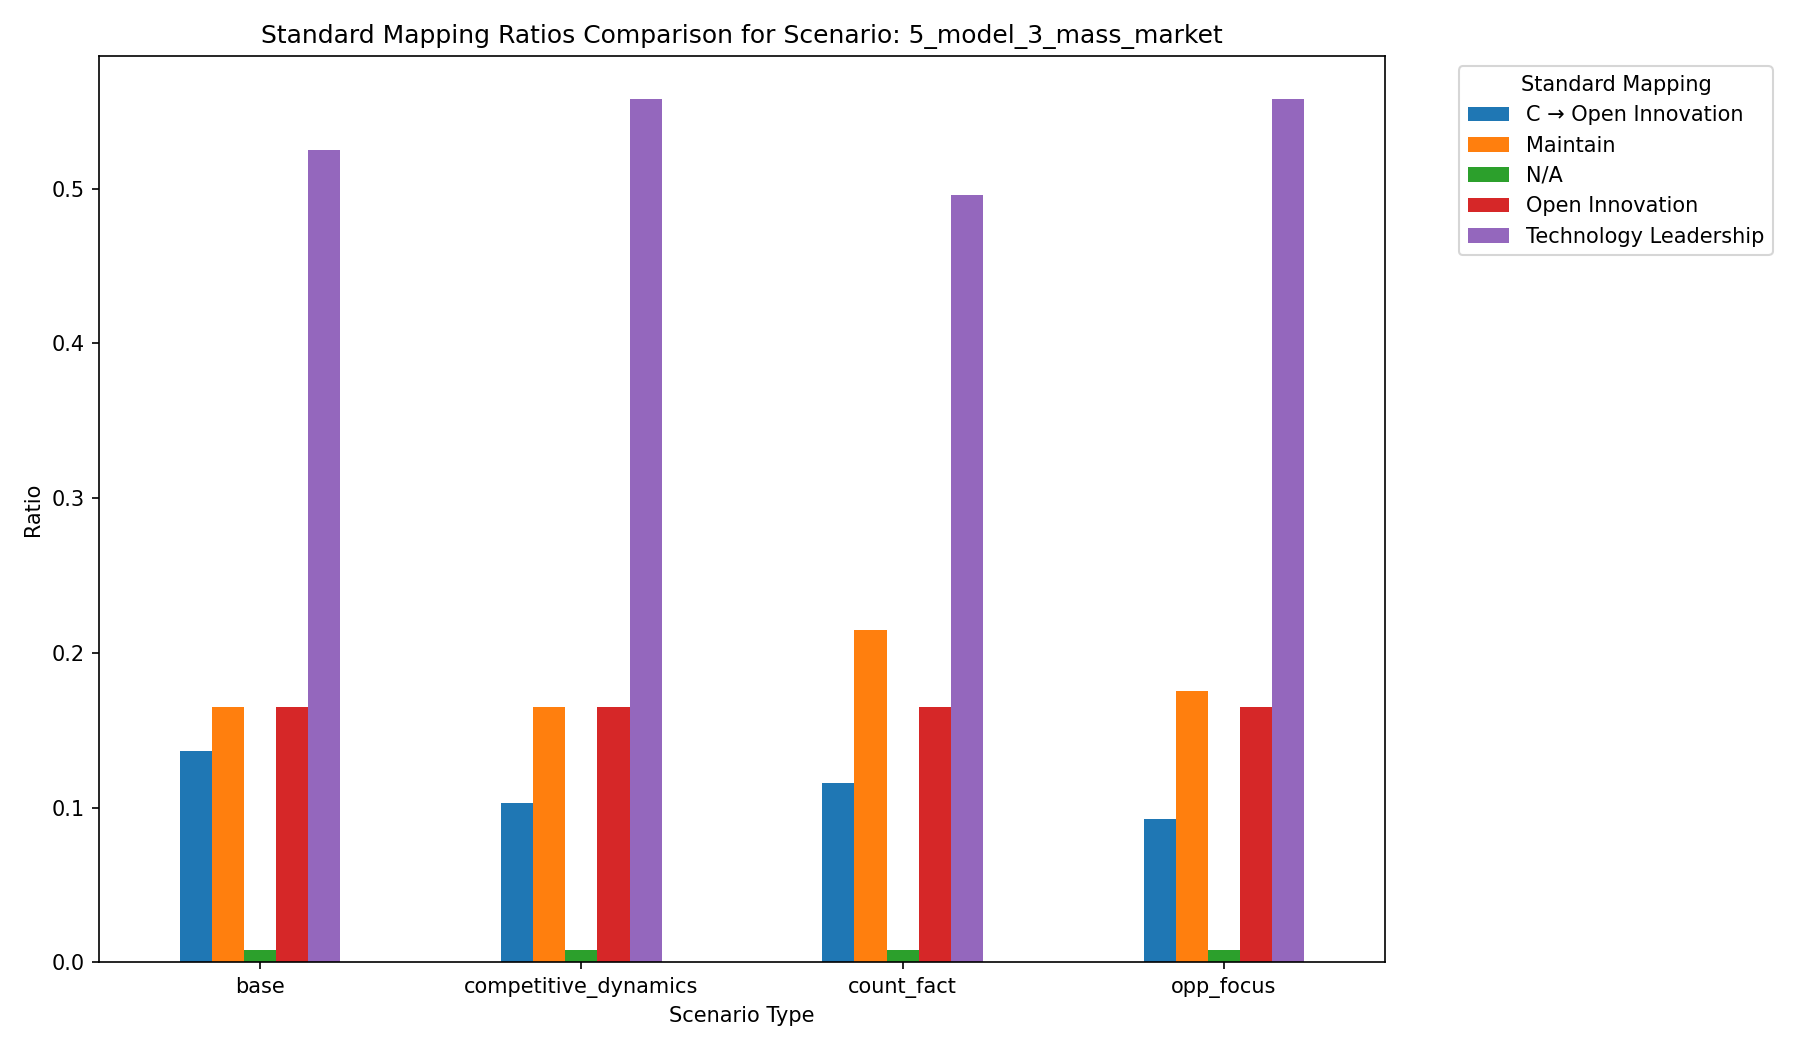 Standard Mapping Ratios Comparison for Scenario: 5_model_3_mass_market
Standard Mapping
C → Open Innovation
Maintain
N/A
Open Innovation
Technology Leadership
Ratio
0.5
0.4
0.3
0.2
0.1
0.0
base
competitive_dynamics
count_fact
opp_focus
Scenario Type